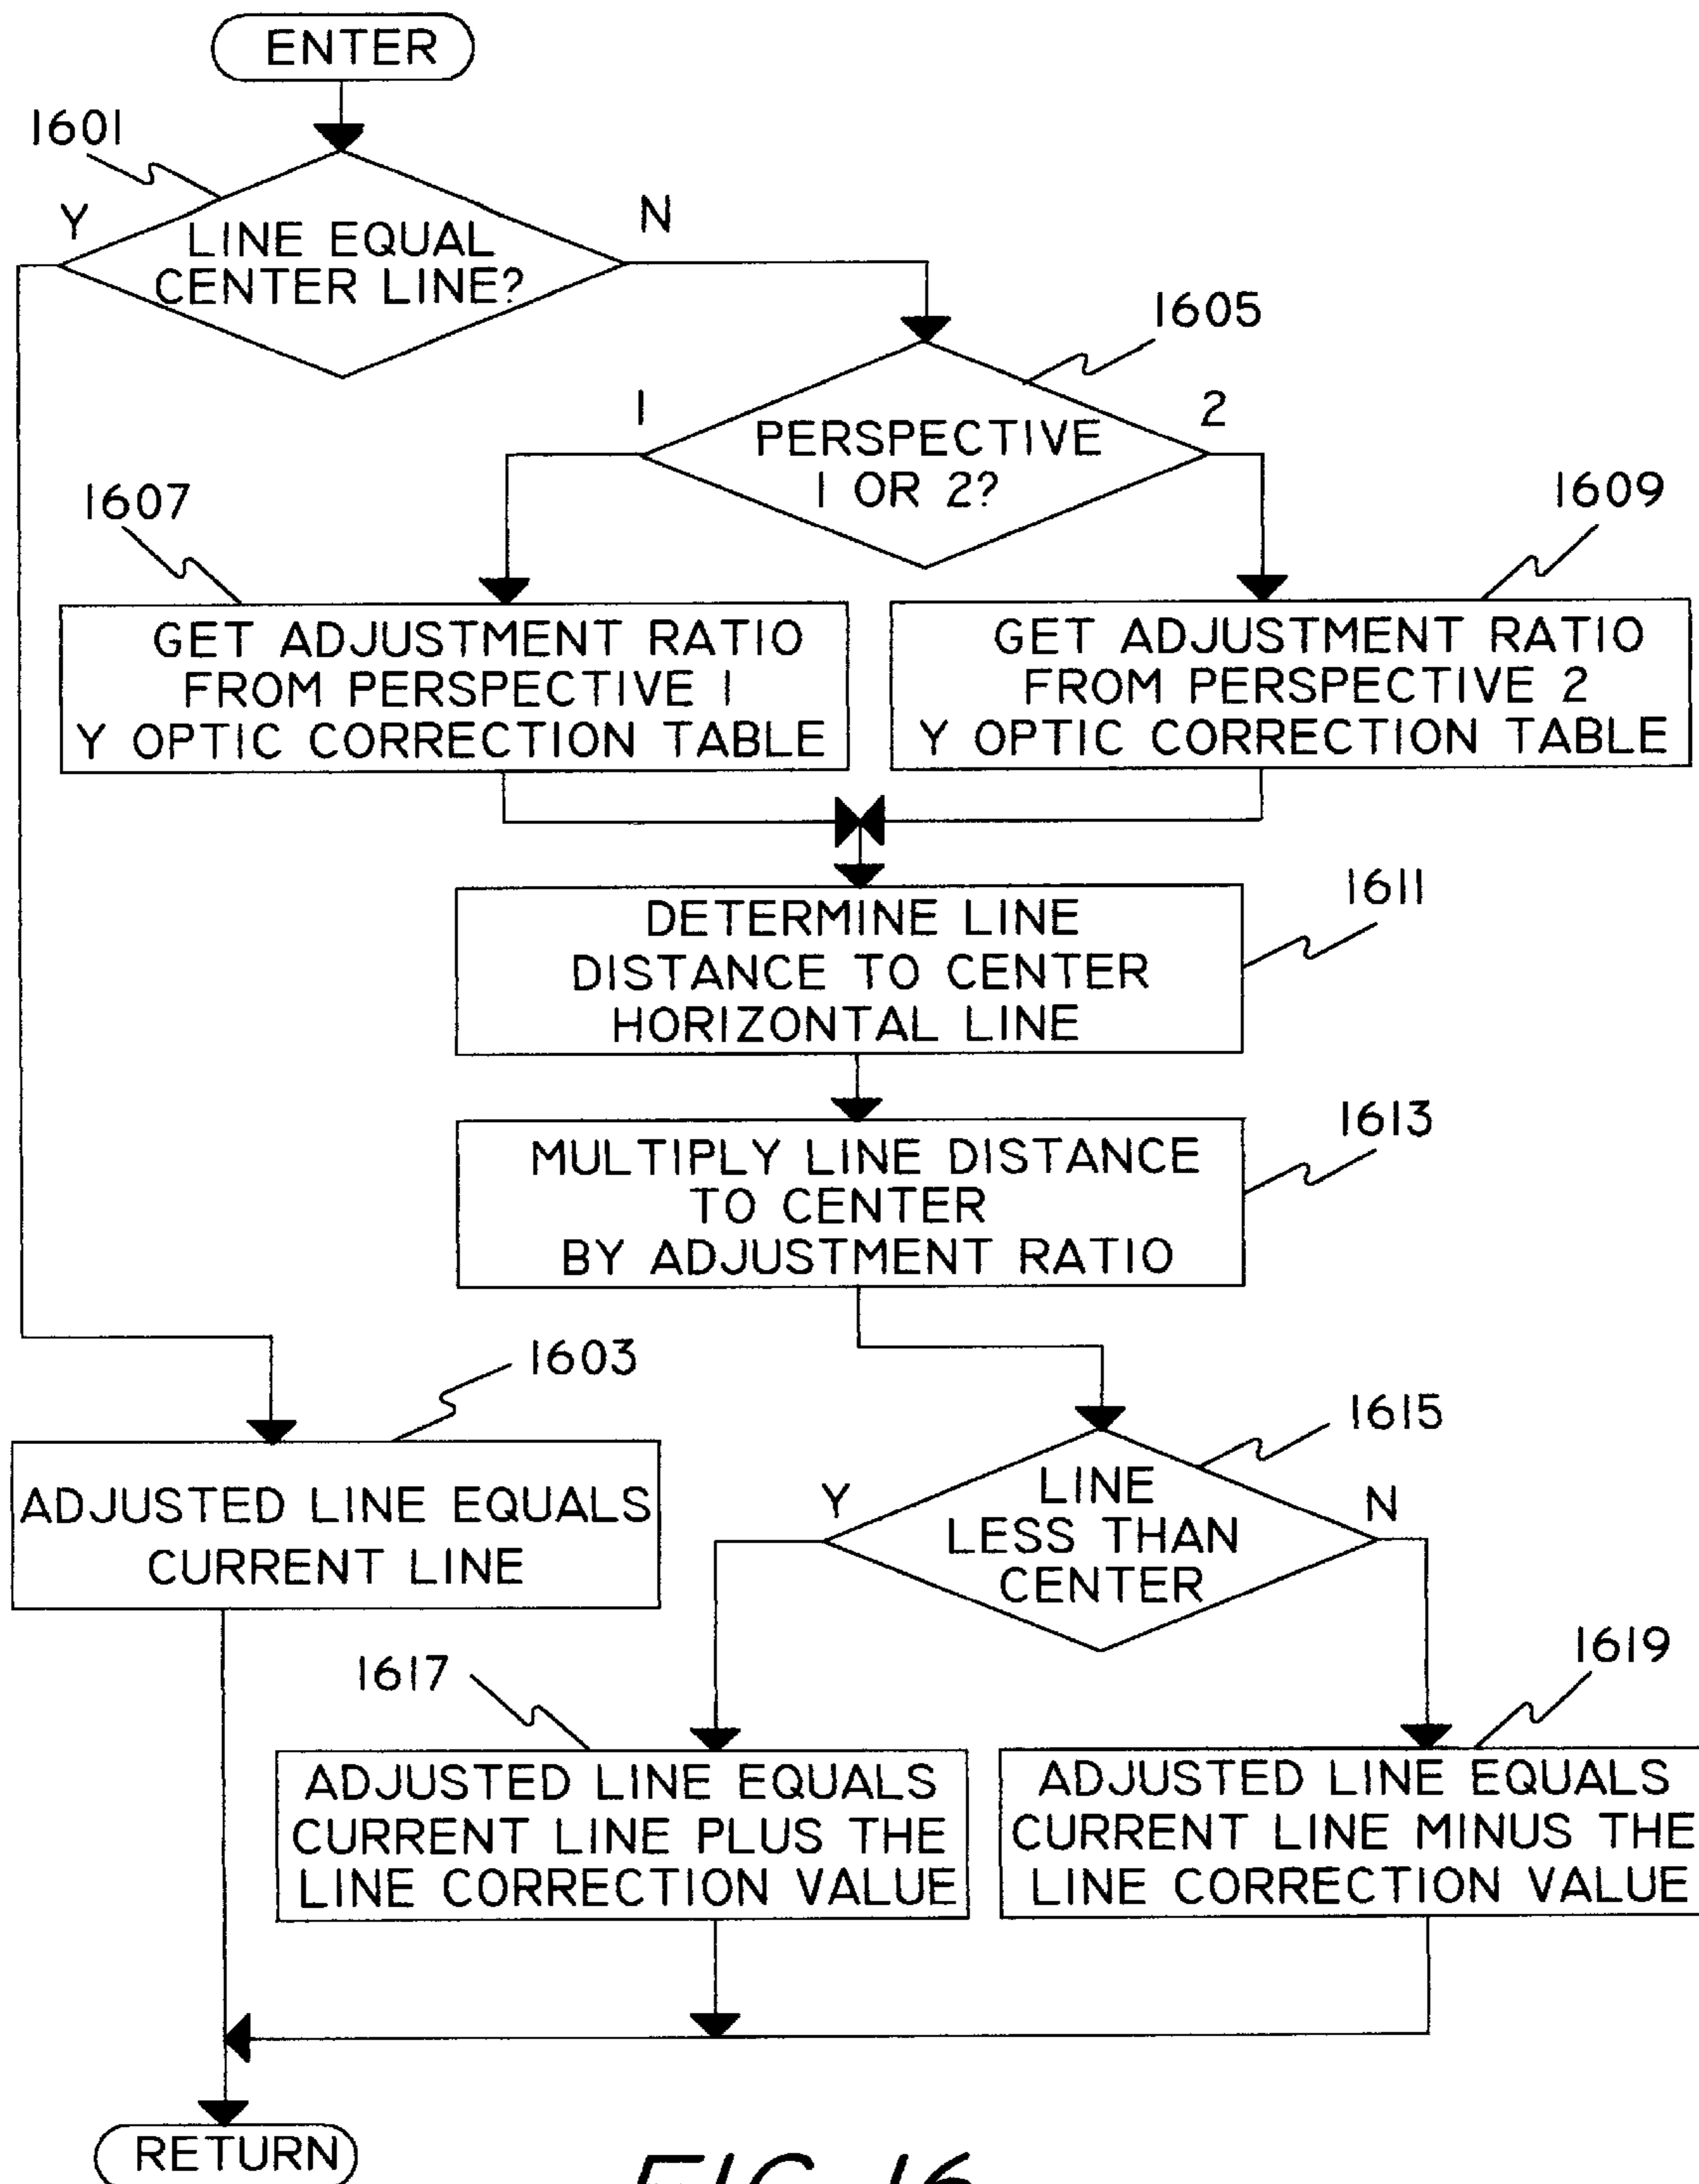 ENTER
1601
Y
N
LINE EQUAL
CENTER LINE?
1605
1
2
PERSPECTIVE
1 OR 2?
1607
1609
GET ADJUSTMENT RATIO
FROM PERSPECTIVE 1
Y OPTIC CORRECTION TABLE
GET ADJUSTMENT RATIO
FROM PERSPECTIVE 2
Y OPTIC CORRECTION TABLE
1611
DETERMINE LINE
DISTANCE TO CENTER
HORIZONTAL LINE
1613
MULTIPLY LINE DISTANCE
TO CENTER
BY ADJUSTMENT RATIO
1603
ADJUSTED LINE EQUALS
CURRENT LINE
1615
Y
N
LINE
LESS THAN
CENTER
1617
1619
ADJUSTED LINE EQUALS
CURRENT LINE PLUS THE
LINE CORRECTION VALUE
ADJUSTED LINE EQUALS
CURRENT LINE MINUS THE
LINE CORRECTION VALUE
RETURN
FIG. 16